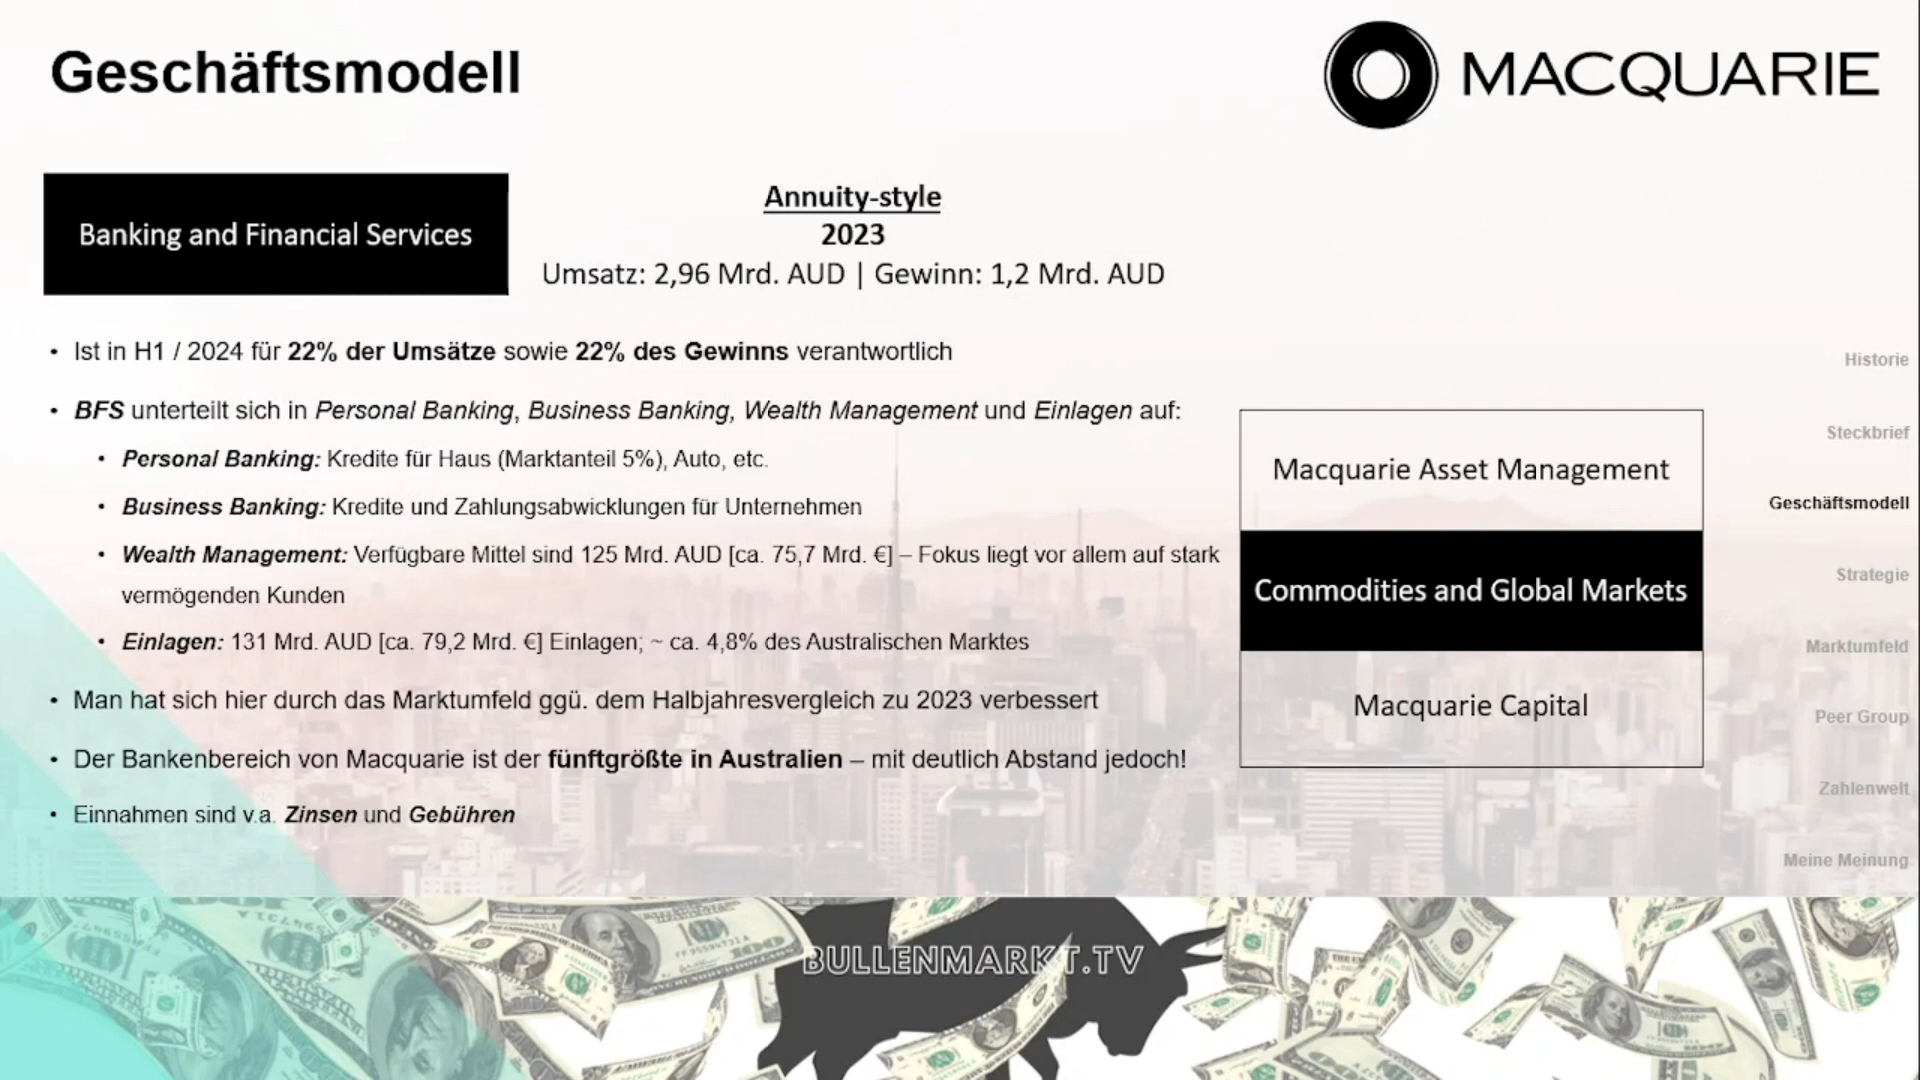 Geschäftsmodell
MACQUARIE
Banking and Financial Services
Annuity-style
2023
Umsatz: 2,96 Mrd. AUD | Gewinn: 1,2 Mrd. AUD
• Ist in H1 / 2024 für 22% der Umsätze sowie 22% des Gewinns verantwortlich
• BFS unterteilt sich in Personal Banking, Business Banking, Wealth Management und Einlagen auf:
• Personal Banking: Kredite für Haus (Marktanteil 5%), Auto, etc.
• Business Banking: Kredite und Zahlungsabwicklungen für Unternehmen
• Wealth Management: Verfügbare Mittel sind 125 Mrd. AUD [ca. 75,7 Mrd. €] – Fokus liegt vor allem auf stark
vermögenden Kunden
• Einlagen: 131 Mrd. AUD [ca. 79,2 Mrd. €] Einlagen; ~ ca. 4,8% des Australischen Marktes
• Man hat sich hier durch das Marktumfeld ggü. dem Halbjahresvergleich zu 2023 verbessert
• Der Bankenbereich von Macquarie ist der fünftgrößte in Australien – mit deutlich Abstand jedoch!
• Einnahmen sind v.a. Zinsen und Gebühren
Macquarie Asset Management
Commodities and Global Markets
Macquarie Capital
Historie
Steckbrief
Geschäftsmodell
Strategie
Marktumfeld
Peer Group
Zahlenwelt
Meine Meinung
BULLENMARKT.TV